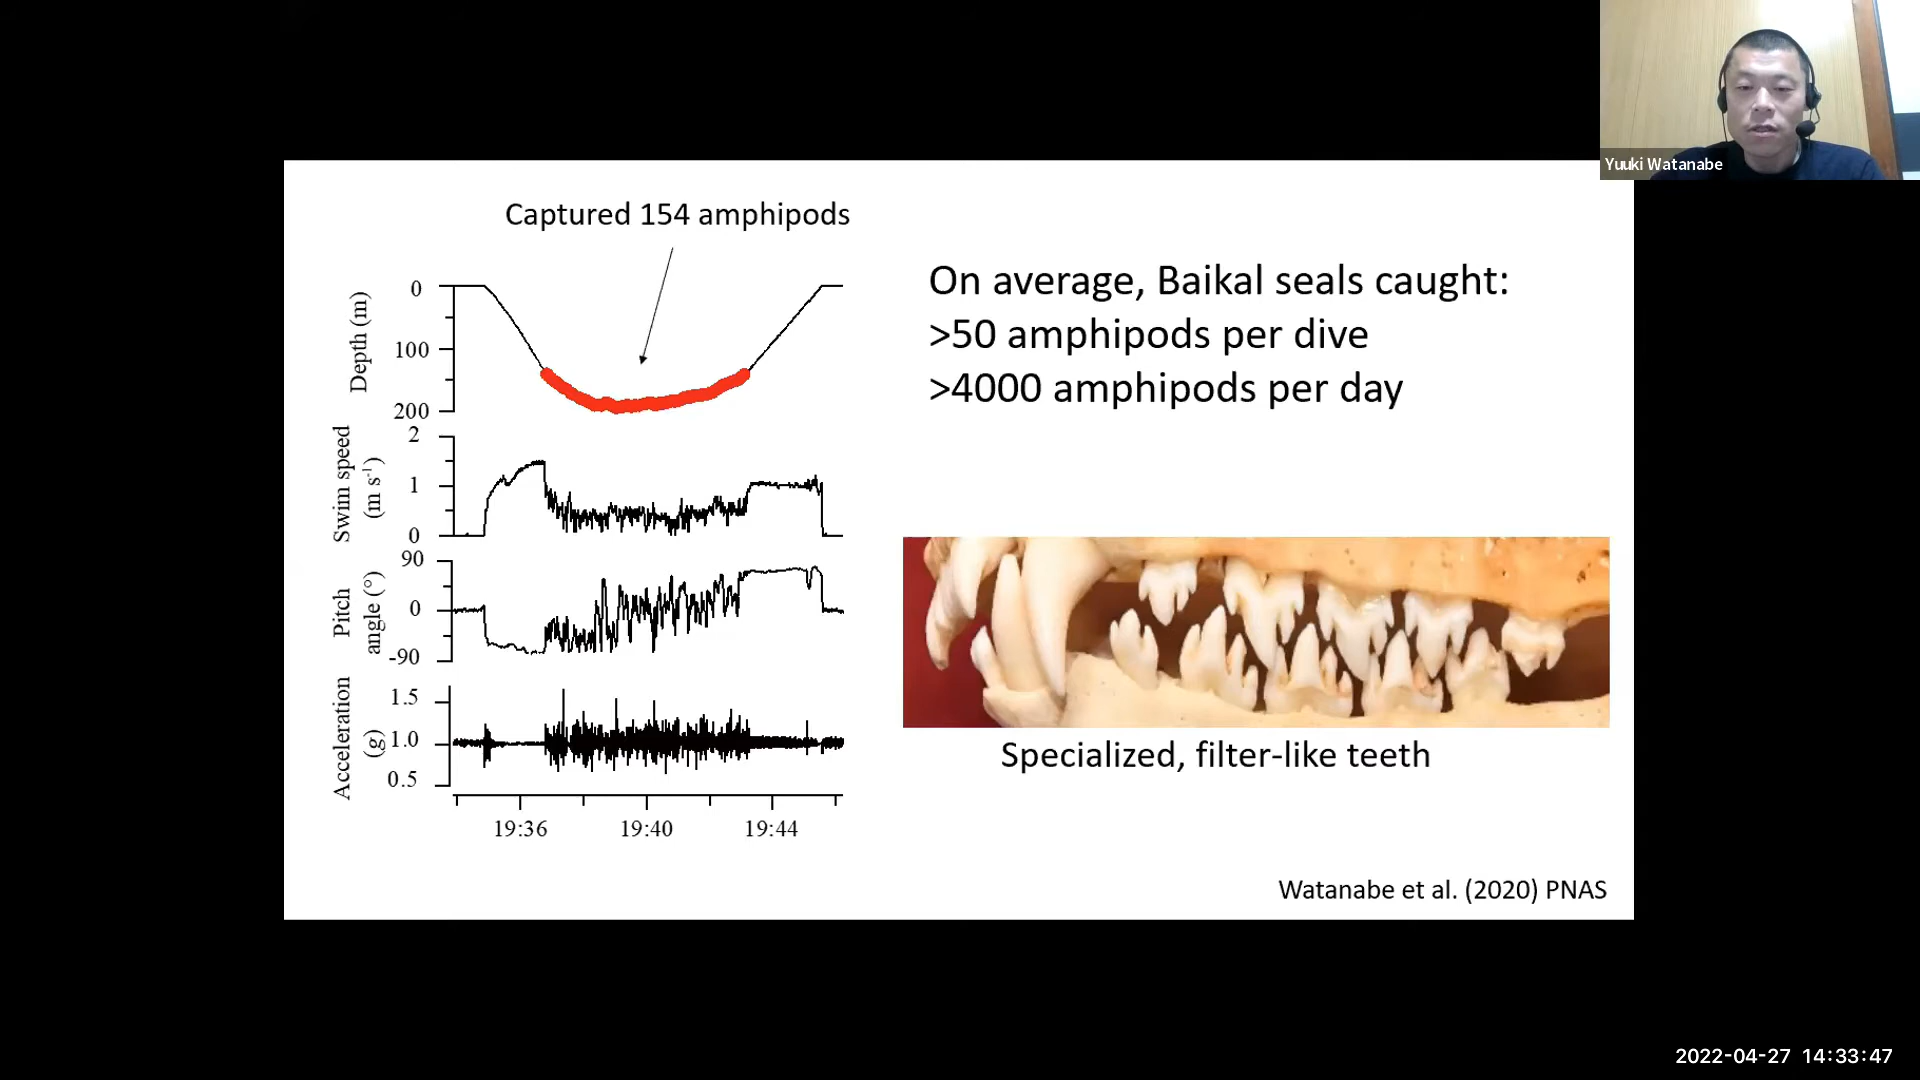 Yuuki Watanabe
Captured 154 amphipods
Depth (m)
0
100
200
Swim speed
(m s-1)
2
1
0
Pitch
angle (°)
90
0
-90
Acceleration
(g)
1.5
1.0
0.5
19:36 19:40 19:44
On average, Baikal seals caught:
>50 amphipods per dive
>4000 amphipods per day
Specialized, filter-like teeth
Watanabe et al. (2020) PNAS
2022-04-27 14:33:47